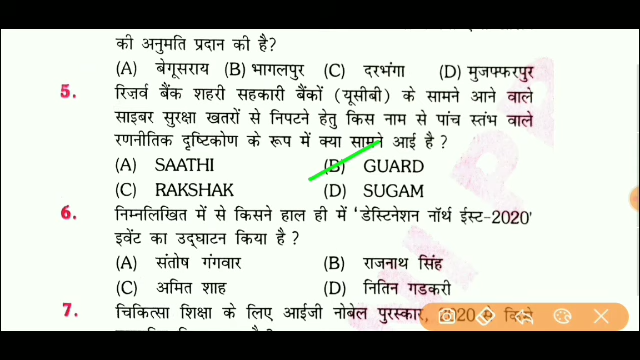 की अनुमति प्रदान की है?
(A) बेगूसराय (B) भागलपुर (C) दरभंगा (D) मुजफ्फरपुर
5. रिज़र्व बैंक शहरी सहकारी बैंकों (यूसीबी) के सामने आने वाले
साइबर सुरक्षा खतरों से निपटने हेतु किस नाम से पांच स्तंभ वाले
रणनीतिक दृष्टिकोण के रूप में क्या सामने आई है ?
(A) SAATHI (B) GUARD
(C) RAKSHAK (D) SUGAM
6. निम्नलिखित में से किसने हाल ही में 'डेस्टिनेशन नॉर्थ ईस्ट-2020'
इवेंट का उद्घाटन किया है ?
(A) संतोष गंगवार (B) राजनाथ सिंह
(C) अमित शाह (D) नितिन गडकरी
7. चिकित्सा शिक्षा के लिए आईजी नोबेल पुरस्कार, 2020